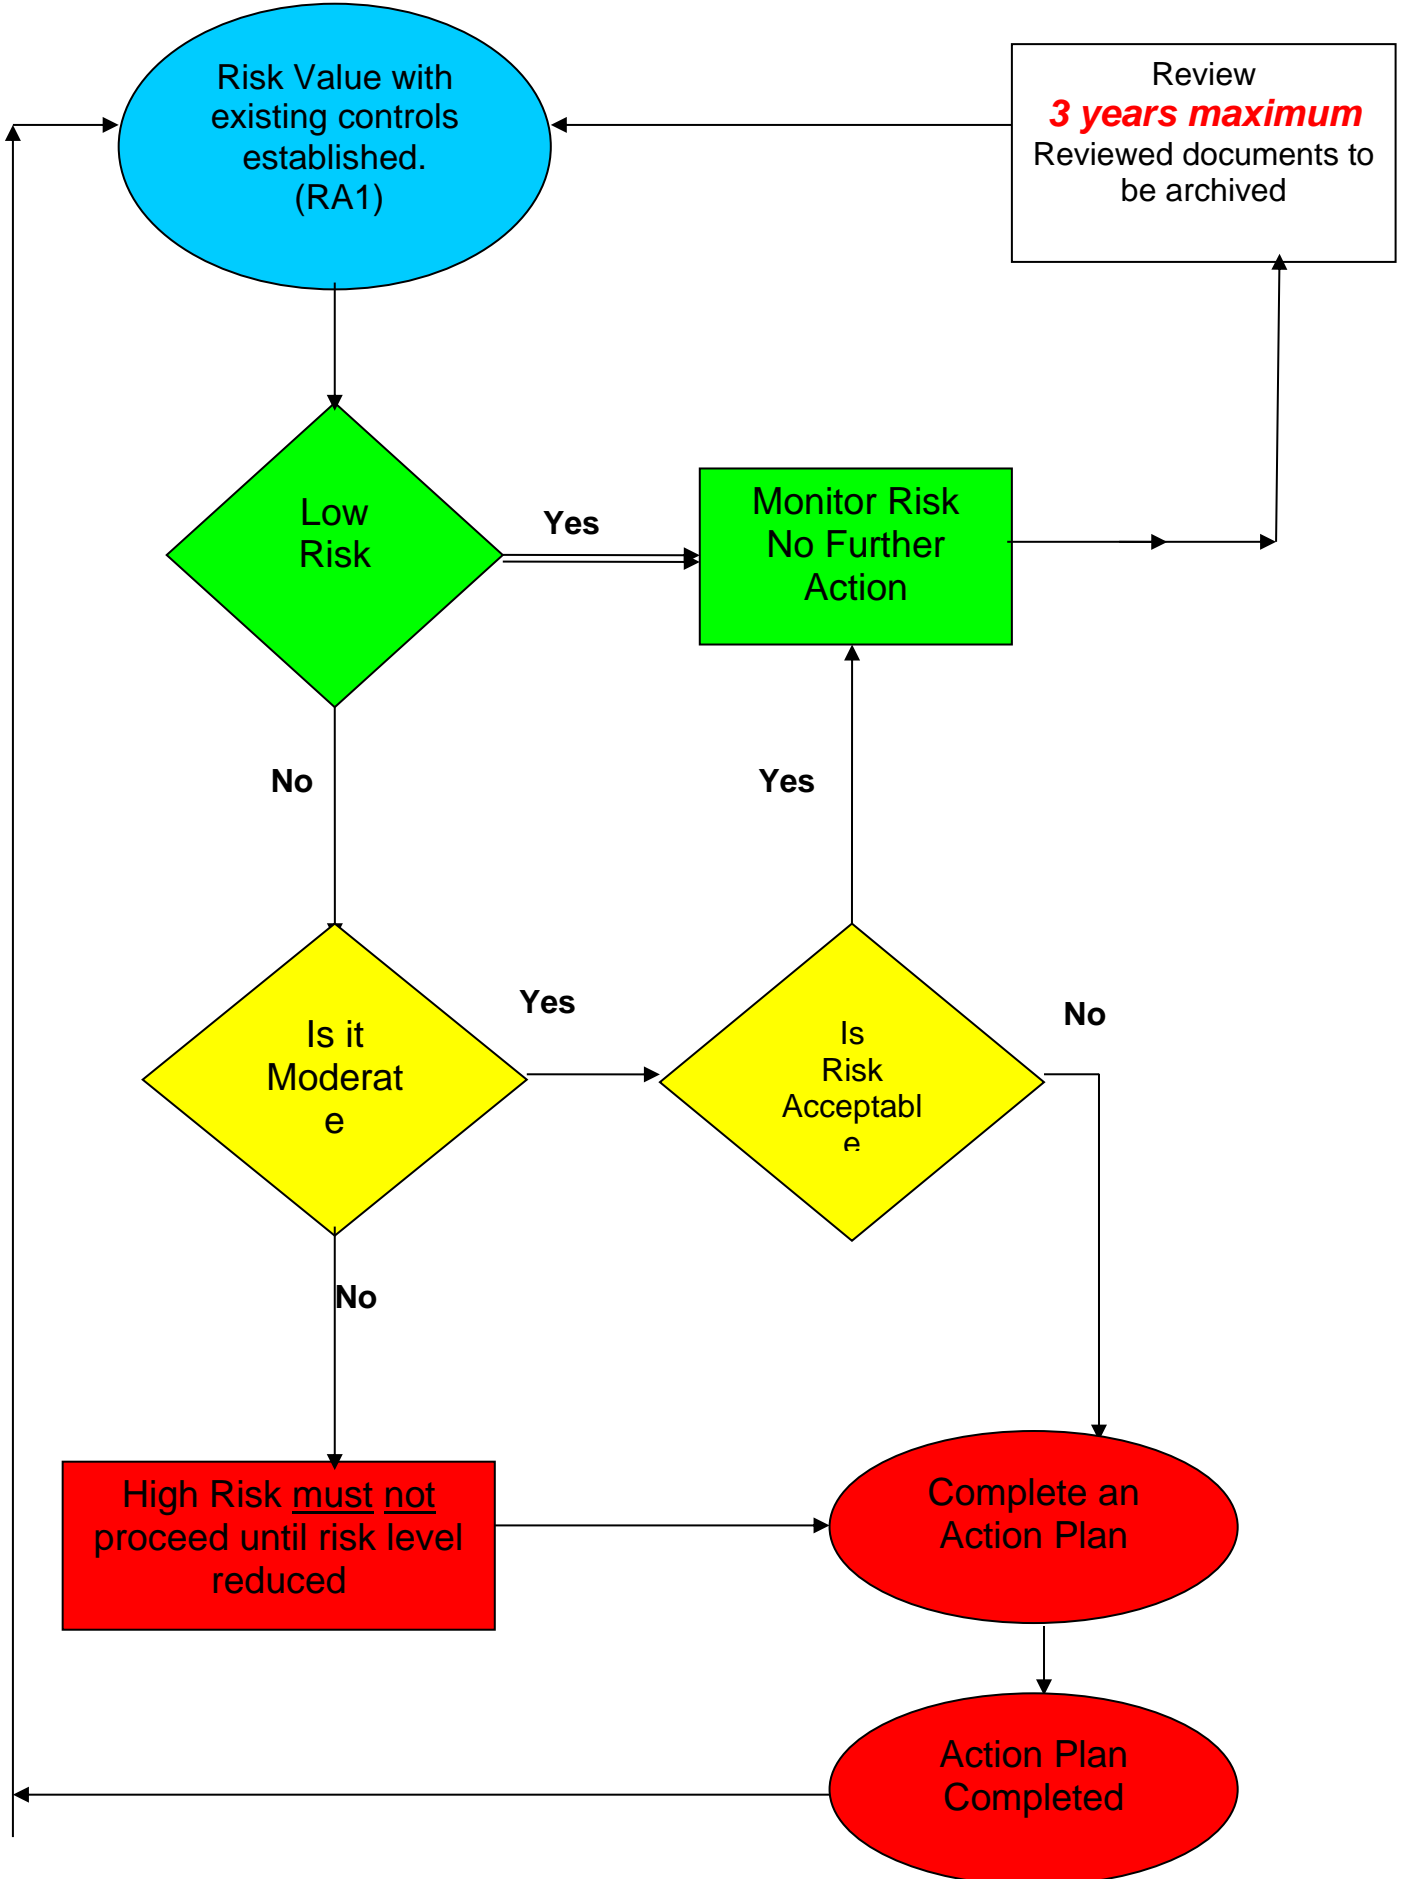 Risk Value with
existing controls
established.
(RA1)
Review
3 years maximum
Reviewed documents to
be archived
Low
Risk
Yes
Monitor Risk
No Further
Action
No
Yes
Is it
Moderat
e
Yes
Is
Risk
Acceptabl
e
No
No
High Risk must not
proceed until risk level
reduced
Complete an
Action Plan
Action Plan
Completed